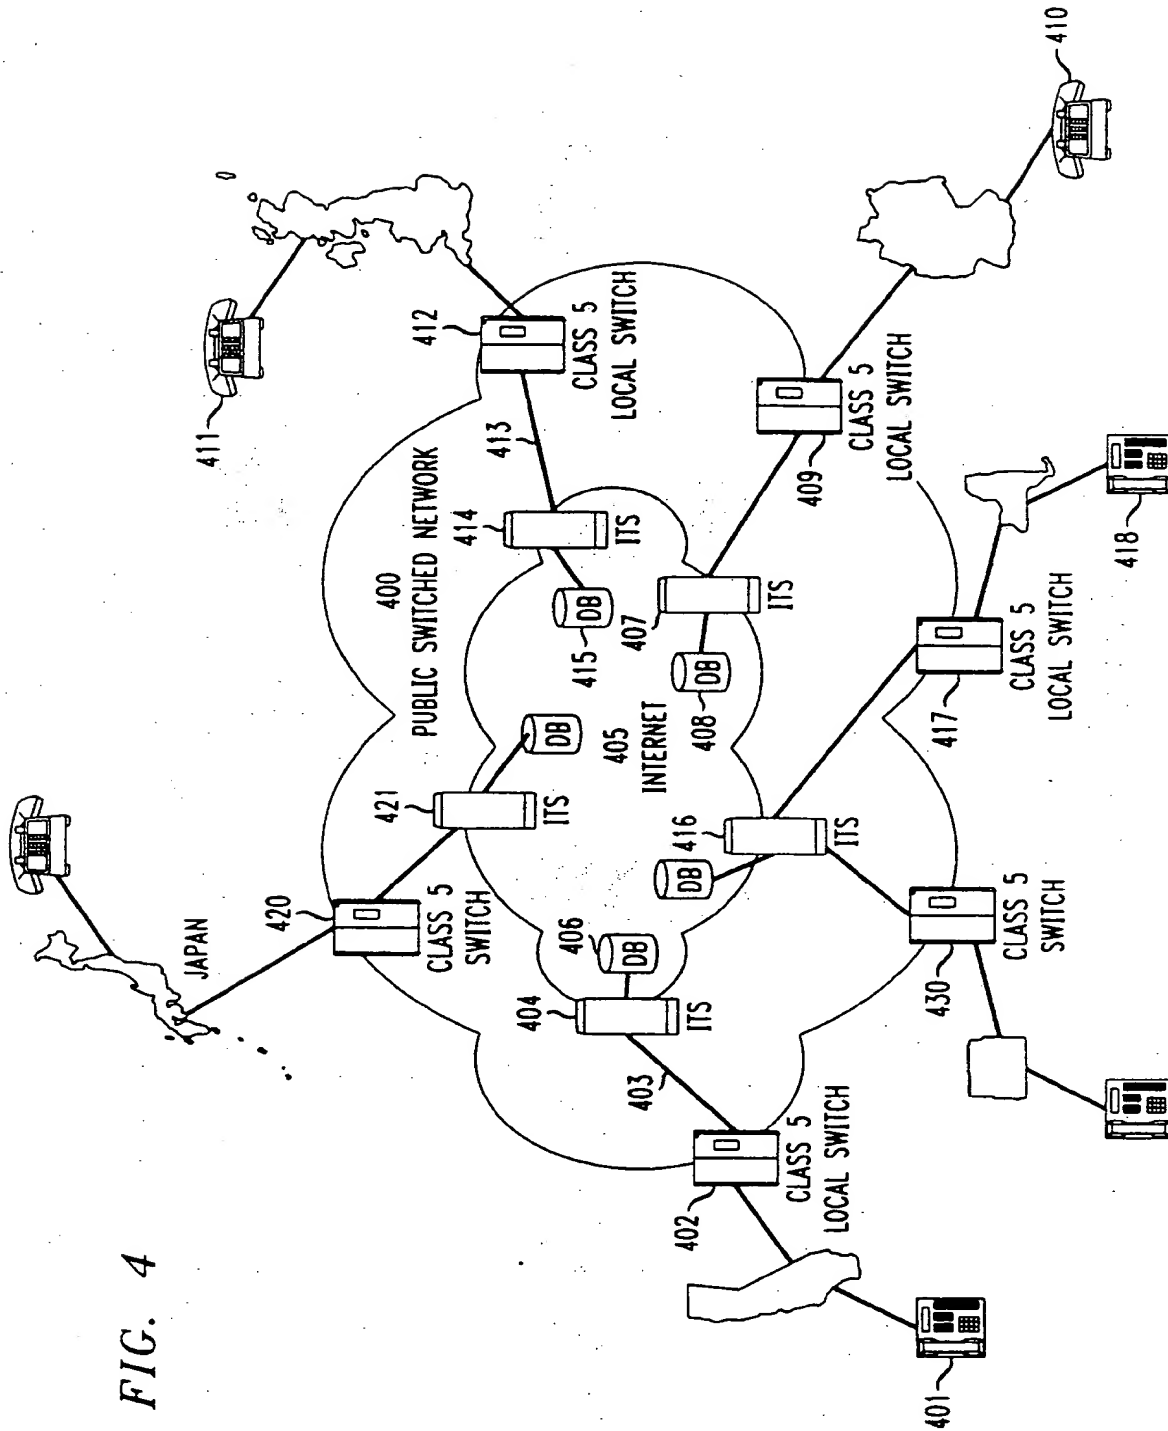 FIG. 4
JAPAN
420
CLASS 5
SWITCH
421
ITS
DB
411
400
PUBLIC SWITCHED NETWORK
412
CLASS 5
LOCAL SWITCH
413
414
ITS
DB
415
405
INTERNET
406
DB
404
ITS
403
402
CLASS 5
LOCAL SWITCH
401
DB
416
ITS
430
CLASS 5
SWITCH
407
ITS
DB
408
409
CLASS 5
LOCAL SWITCH
410
417
CLASS 5
LOCAL SWITCH
418